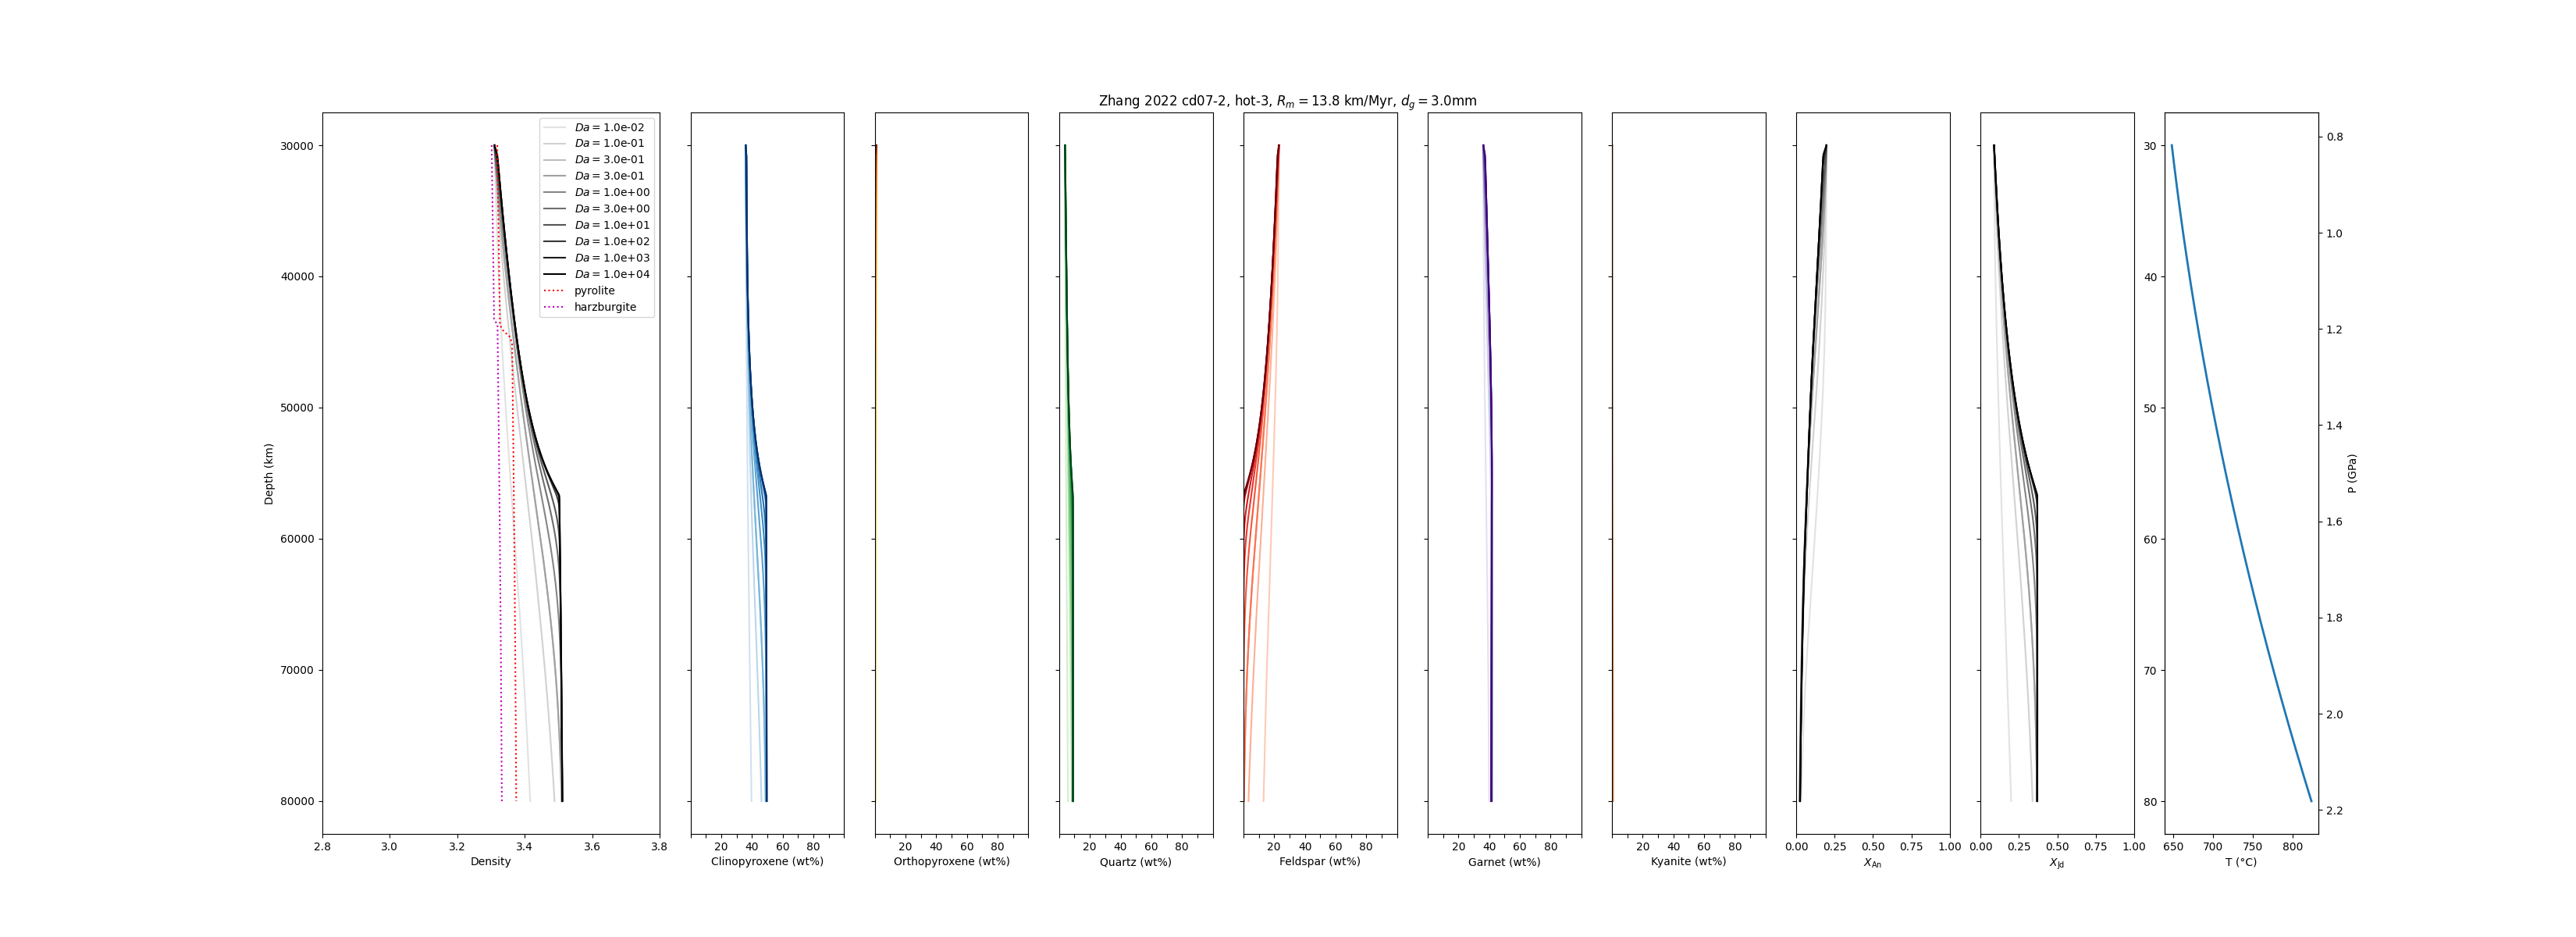 Zhang 2022 cd07-2, hot-3, R_m = 13.8 km/Myr, d_g = 3.0mm
Da = 1.0e-02
Da = 1.0e-01
Da = 3.0e-01
Da = 3.0e-01
Da = 1.0e+00
Da = 3.0e+00
Da = 1.0e+01
Da = 1.0e+02
Da = 1.0e+03
Da = 1.0e+04
pyrolite
harzburgite
30000
40000
50000
60000
70000
80000
Depth (km)
2.8 3.0 3.2 3.4 3.6 3.8
Density
20 40 60 80
Clinopyroxene (wt%)
20 40 60 80
Orthopyroxene (wt%)
20 40 60 80
Quartz (wt%)
20 40 60 80
Feldspar (wt%)
20 40 60 80
Garnet (wt%)
20 40 60 80
Kyanite (wt%)
0.00 0.25 0.50 0.75 1.00
X_An
0.00 0.25 0.50 0.75 1.00
X_Jd
30
40
50
60
70
80
650 700 750 800
T (°C)
0.8
1.0
1.2
1.4
1.6
1.8
2.0
2.2
P (GPa)